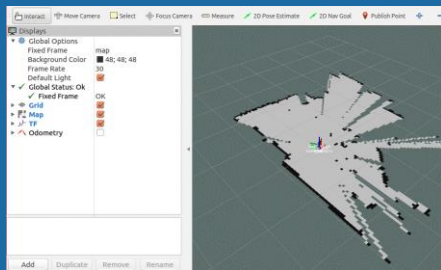 Interact Move Camera Select Focus Camera Measure 2D Pose Estimate 2D Nav Goal Publish Point
Displays
Global Options
Fixed Frame map
Background Color 48; 48; 48
Frame Rate 30
Default Light
Global Status: Ok
Fixed Frame OK
Grid
Map
TF
Odometry
Add Duplicate Remove Rename